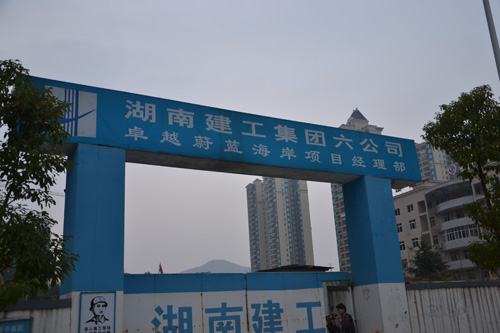 湖南建工集团六公司
卓越蔚蓝海岸项目经理部
湖南建工